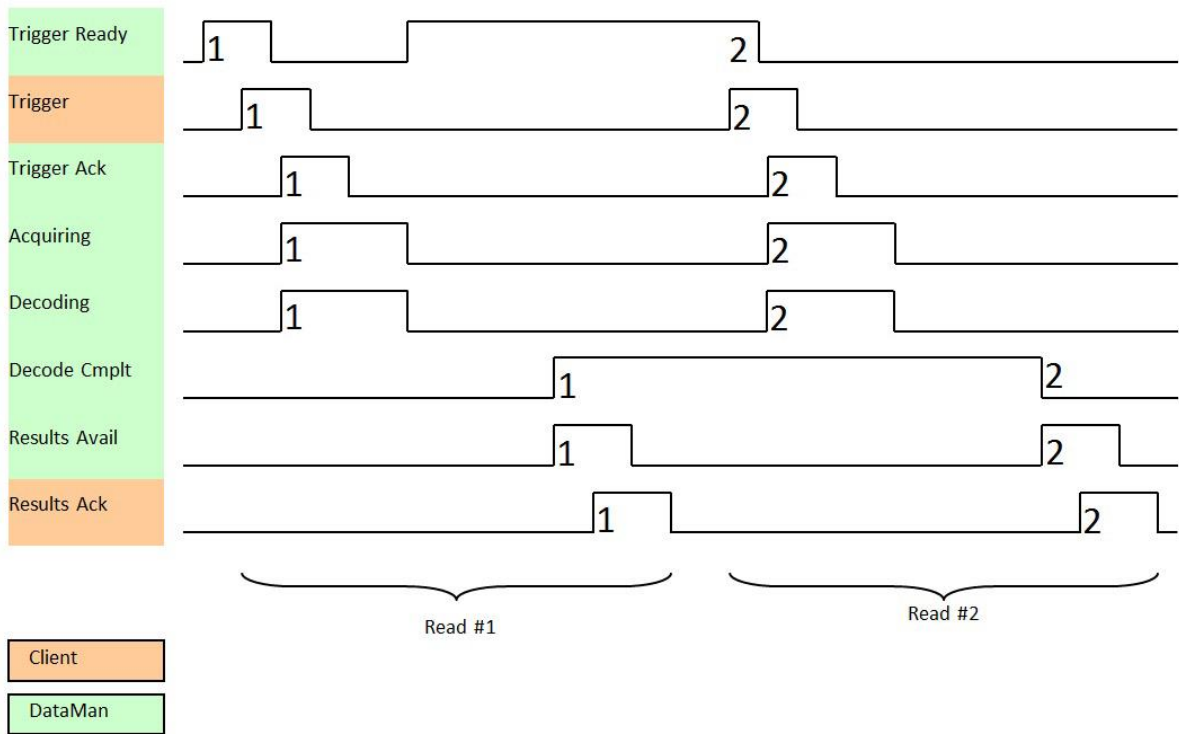 Trigger Ready 1 2
Trigger 1 2
Trigger Ack 1 2
Acquiring 1 2
Decoding 1 2
Decode Cmplt 1 2
Results Avail 1 2
Results Ack 1 2
Read #1 Read #2
Client
DataMan